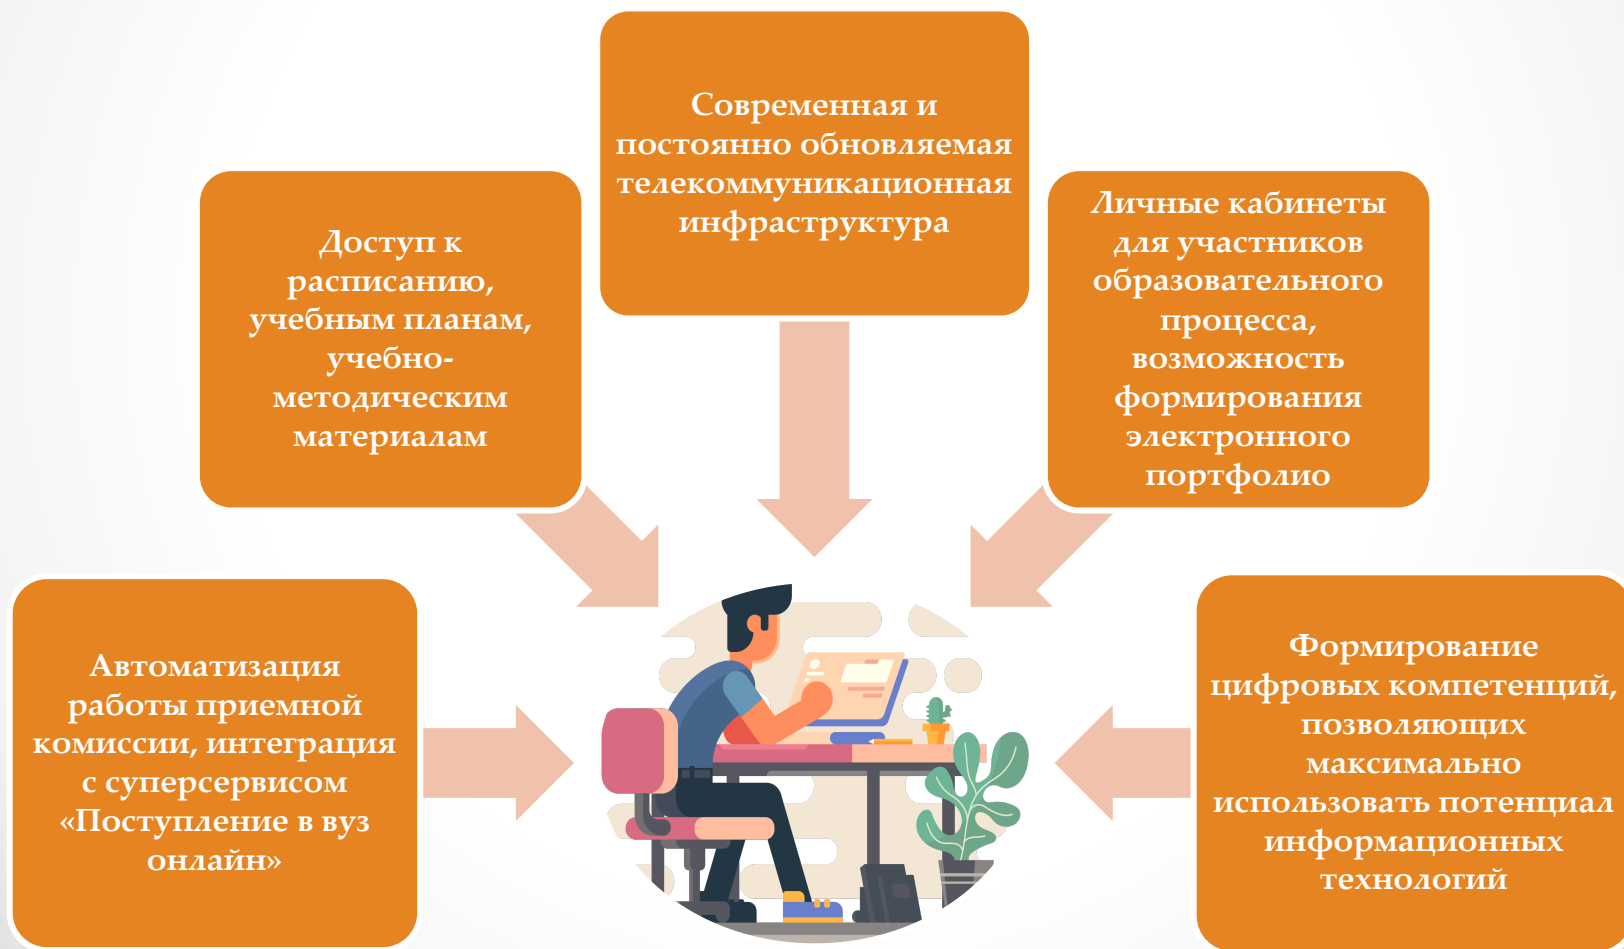 Современная и
постоянно обновляемая
телекоммуникационная
инфраструктура
Доступ к
расписанию,
учебным планам,
учебно-
методическим
материалам
Личные кабинеты
для участников
образовательного
процесса,
возможность
формирования
электронного
портфолио
Автоматизация
работы приемной
комиссии, интеграция
с суперсервисом
«Поступление в вуз
онлайн»
Формирование
цифровых компетенций,
позволяющих
максимально
использовать потенциал
информационных
технологий